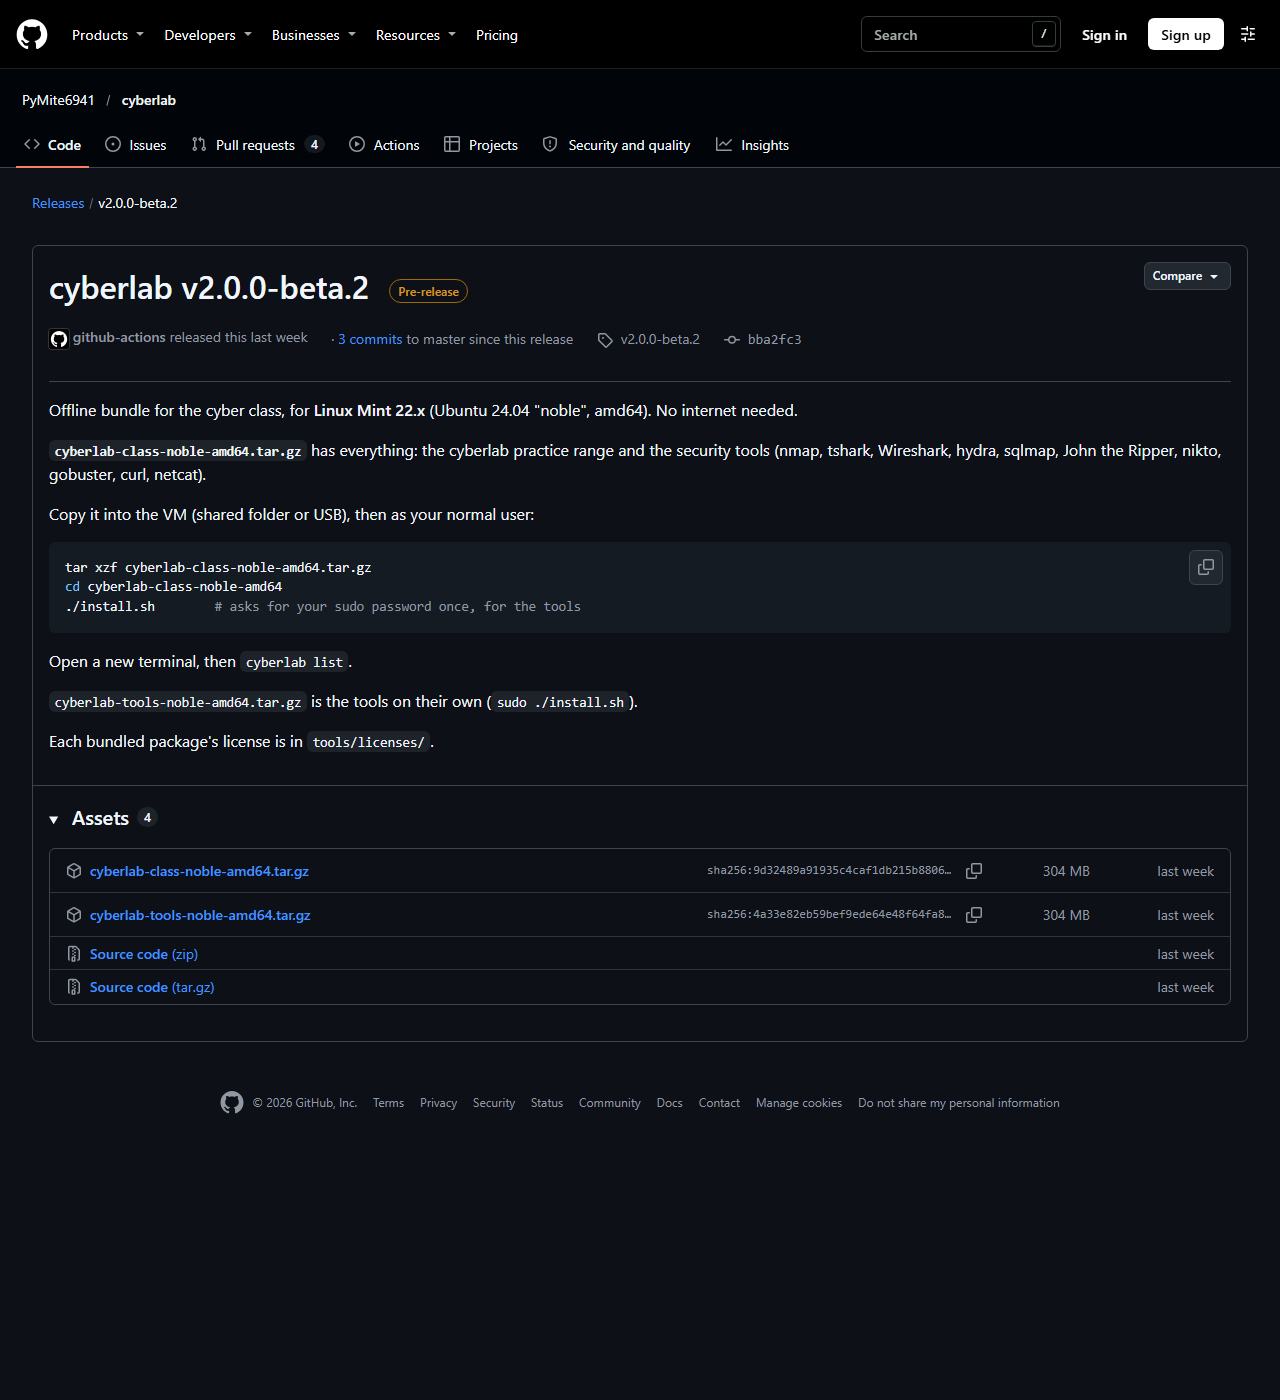 Products Developers Businesses Resources Pricing Search / Sign in Sign up
PyMite6941 / cyberlab
Code Issues Pull requests 4 Actions Projects Security and quality Insights
Releases / v2.0.0-beta.2
cyberlab v2.0.0-beta.2 Pre-release Compare
github-actions released this last week · 3 commits to master since this release v2.0.0-beta.2 bba2fc3
Offline bundle for the cyber class, for Linux Mint 22.x (Ubuntu 24.04 "noble", amd64). No internet needed.
cyberlab-class-noble-amd64.tar.gz has everything: the cyberlab practice range and the security tools (nmap, tshark, Wireshark, hydra, sqlmap, John the Ripper, nikto,
gobuster, curl, netcat).
Copy it into the VM (shared folder or USB), then as your normal user:
tar xzf cyberlab-class-noble-amd64.tar.gz
cd cyberlab-class-noble-amd64
./install.sh # asks for your sudo password once, for the tools
Open a new terminal, then cyberlab list.
cyberlab-tools-noble-amd64.tar.gz is the tools on their own (sudo ./install.sh).
Each bundled package's license is in tools/licenses/.
Assets 4
cyberlab-class-noble-amd64.tar.gz sha256:9d32489a91935c4caf1db215b8806… 304 MB last week
cyberlab-tools-noble-amd64.tar.gz sha256:4a33e82eb59bef9ede64e48f64fa8… 304 MB last week
Source code (zip) last week
Source code (tar.gz) last week
© 2026 GitHub, Inc. Terms Privacy Security Status Community Docs Contact Manage cookies Do not share my personal information